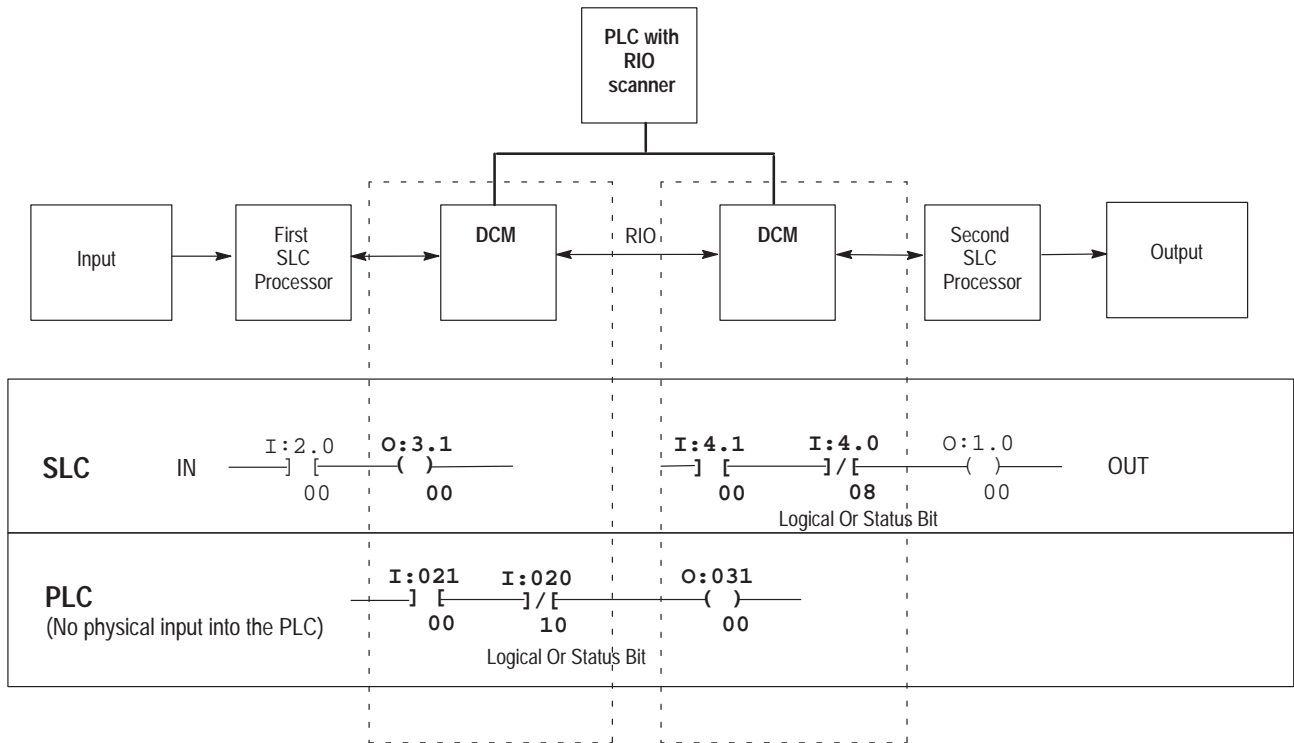 PLC with
RIO
scanner
Input
First
SLC
Processor
DCM
RIO
DCM
Second
SLC
Processor
Output
SLC
IN
I:2.0
O:3.1
I:4.1
I:4.0
O:1.0
] [
( )
] [
]/[
( )
OUT
00
00
00
08
00
Logical Or Status Bit
PLC
(No physical input into the PLC)
I:021
I:020
O:031
] [
]/[
( )
00
10
00
Logical Or Status Bit